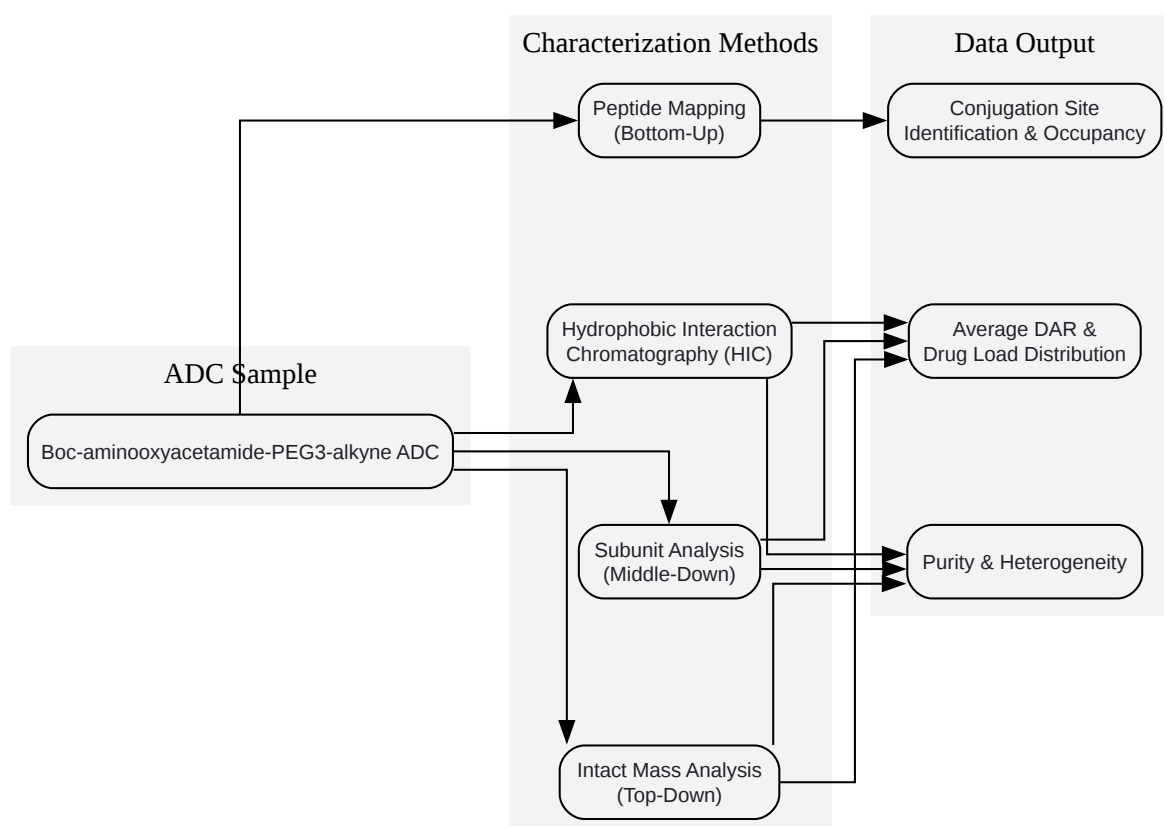 Characterization Methods
Data Output
Peptide Mapping
(Bottom-Up)
Conjugation Site
Identification & Occupancy
Hydrophobic Interaction
Chromatography (HIC)
Average DAR &
Drug Load Distribution
ADC Sample
Boc-aminooxyacetamide-PEG3-alkyne ADC
Subunit Analysis
(Middle-Down)
Purity & Heterogeneity
Intact Mass Analysis
(Top-Down)